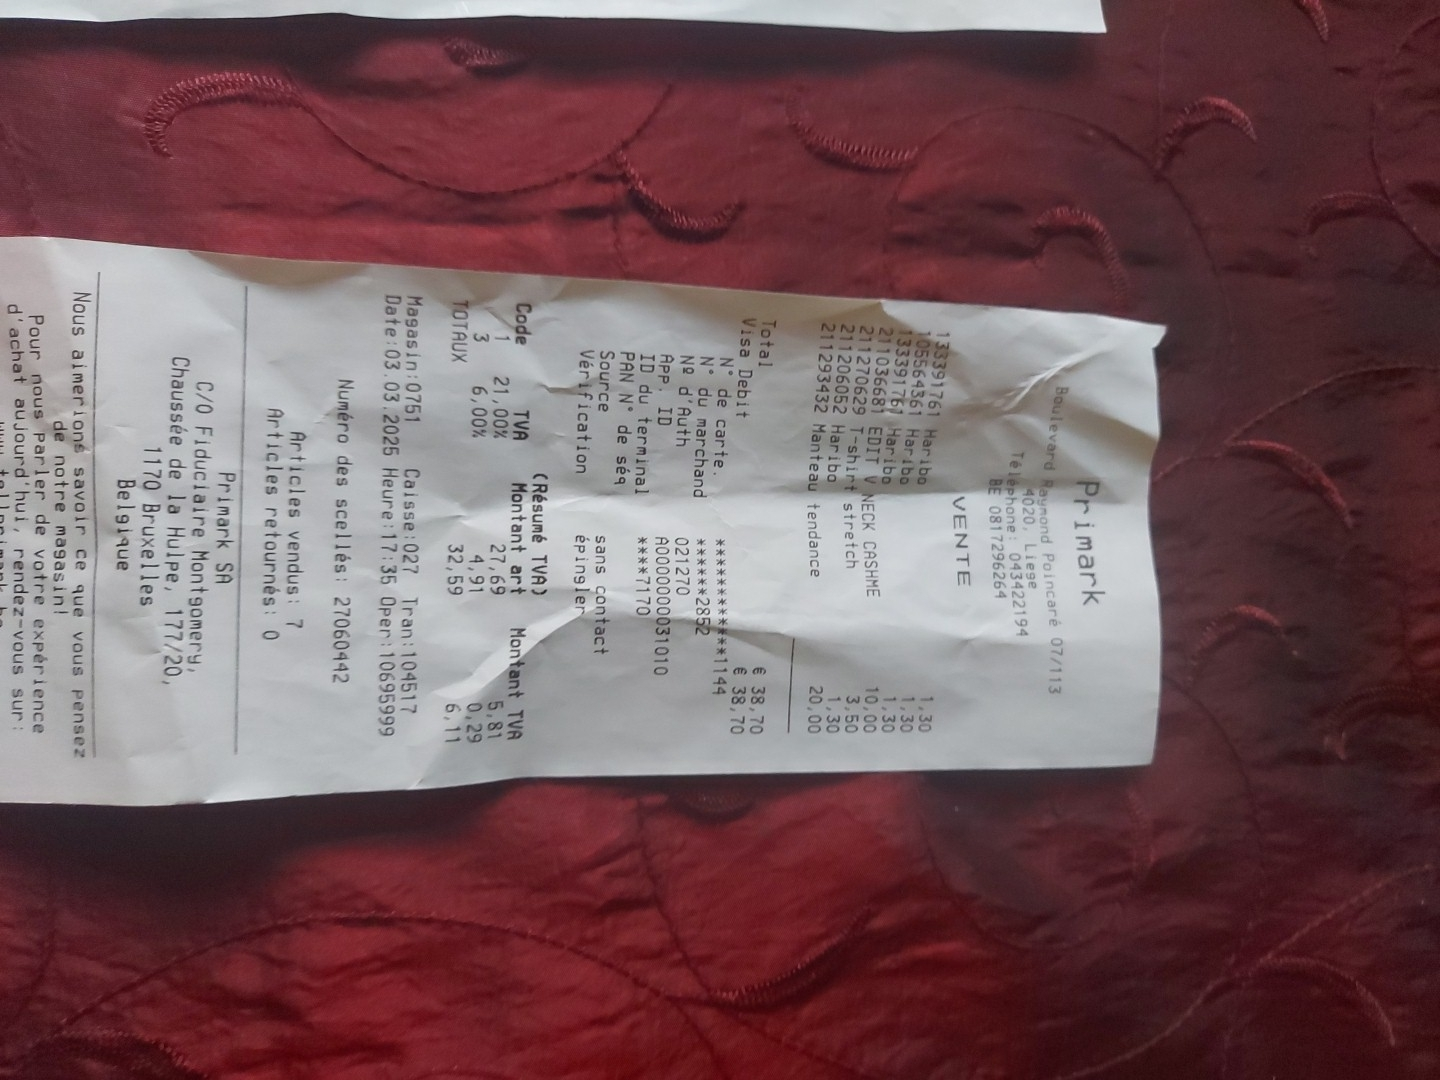 Primark
Boulevard Raymond Poincaré 07/113
4020, Liege
Téléphone: 043422194
BE 0817296264
VENTE
133391761 Haribo 1,30
10564361 Haribo 1,30
133391761 Haribo 1,30
211036681 EDIT V NECK CASHME 10,00
211270629 T-shirt stretch 3,50
211206052 Haribo 1,30
211293432 Manteau tendance 20,00
Total € 38,70
Visa Debit € 38,70
N° de carte. ************1144
N° du marchand *****2852
Nº d'Auth 021270
App. ID A0000000031010
ID du terminal ****7170
PAN N° de séq
Source sans contact
Vérification épingler
(Résumé TVA)
Code TVA Montant art Montant TVA
1 21,00% 27,69 5,81
3 6,00% 4,91 0,29
TOTAUX 32,59 6,11
Magasin:0751 Caisse:027 Tran:104517
Date:03.03.2025 Heure:17:35 Oper:10695999
Numéro des scellés: 27060442
Articles vendus: 7
Articles retournés: 0
Primark SA
C/O Fiduciaire Montgomery,
Chaussée de la Hulpe, 177/20,
1170 Bruxelles
Belgique
Nous aimerions savoir ce que vous pensez
de notre magasin!
Pour nous parler de votre expérience
d'achat aujourd'hui, rendez-vous sur: